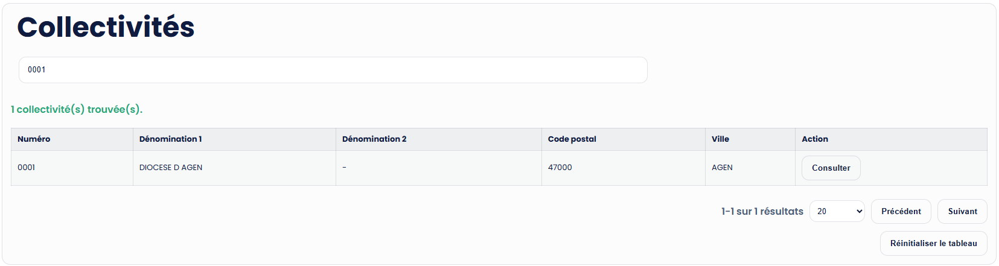 Collectivités
0001
1 collectivité(s) trouvée(s).
Numéro Dénomination 1 Dénomination 2 Code postal Ville Action
0001 DIOCESE D AGEN - 47000 AGEN Consulter
1-1 sur 1 résultats 20 Précédent Suivant
Réinitialiser le tableau